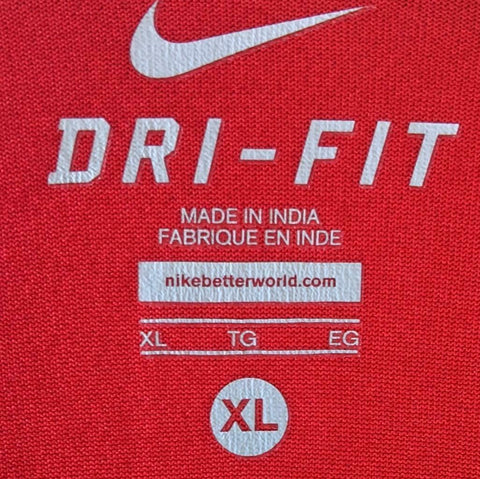 DRI-FIT
MADE IN INDIA
FABRIQUE EN INDE
nikebetterworld.com
XL TG EG
XL